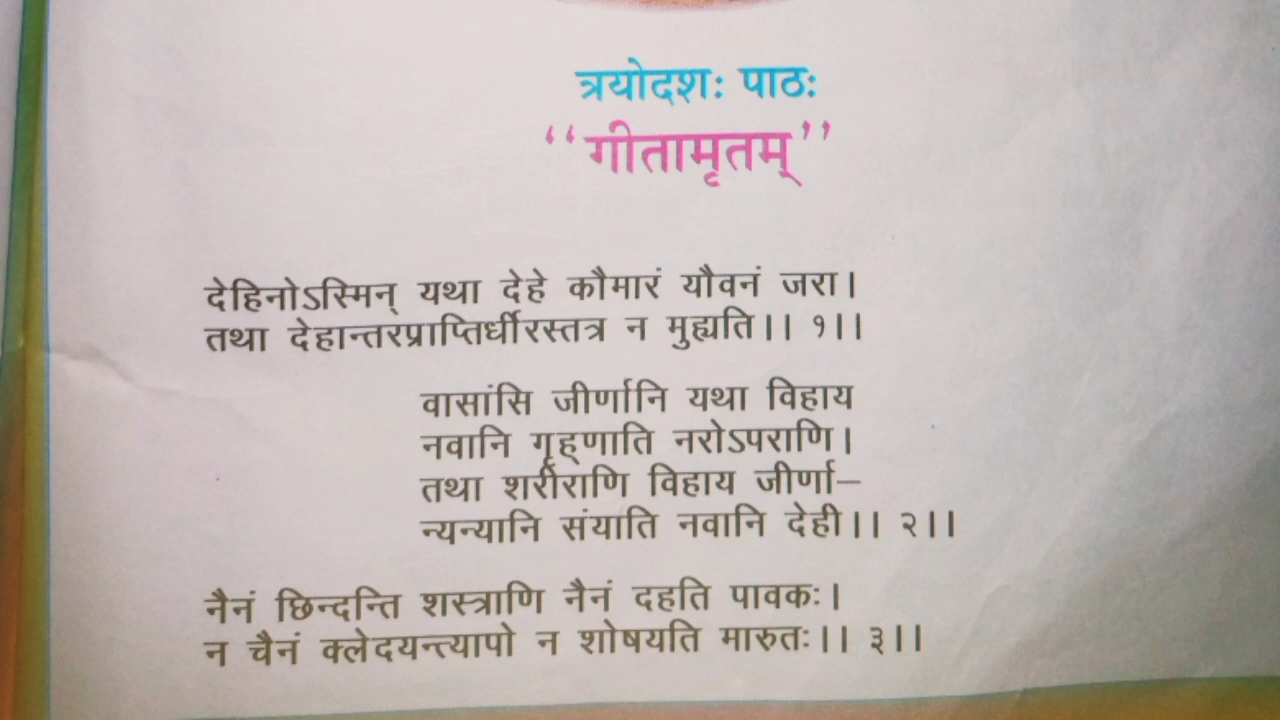 त्रयोदशः पाठः
‘‘गीतामृतम्’’
देहिनोऽस्मिन् यथा देहे कौमारं यौवनं जरा।
तथा देहान्तरप्राप्तिर्धीरस्तत्र न मुह्यति।। १।।
वासांसि जीर्णानि यथा विहाय
नवानि गृह्णाति नरोऽपराणि।
तथा शरीराणि विहाय जीर्णा–
न्यन्यानि संयाति नवानि देही।। २।।
नैनं छिन्दन्ति शस्त्राणि नैनं दहति पावकः।
न चैनं क्लेदयन्त्यापो न शोषयति मारुतः।। ३।।